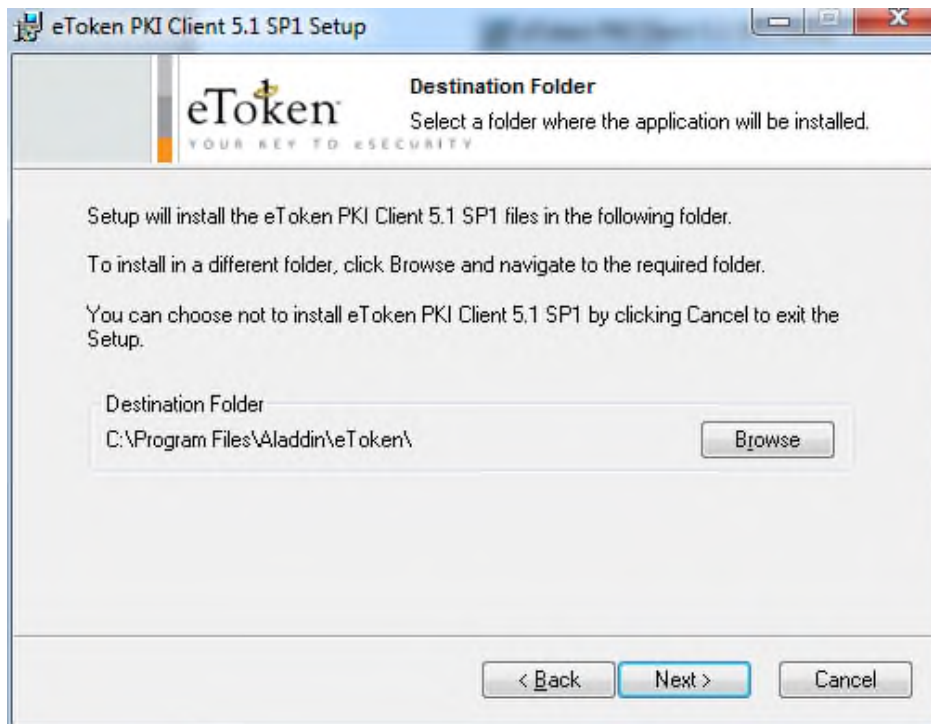 eToken PKI Client 5.1 SP1 Setup
eToken
YOUR KEY TO eSECURITY
Destination Folder
Select a folder where the application will be installed.
Setup will install the eToken PKI Client 5.1 SP1 files in the following folder.
To install in a different folder, click Browse and navigate to the required folder.
You can choose not to install eToken PKI Client 5.1 SP1 by clicking Cancel to exit the
Setup.
Destination Folder
C:\Program Files\Aladdin\eToken\
Browse
< Back
Next >
Cancel